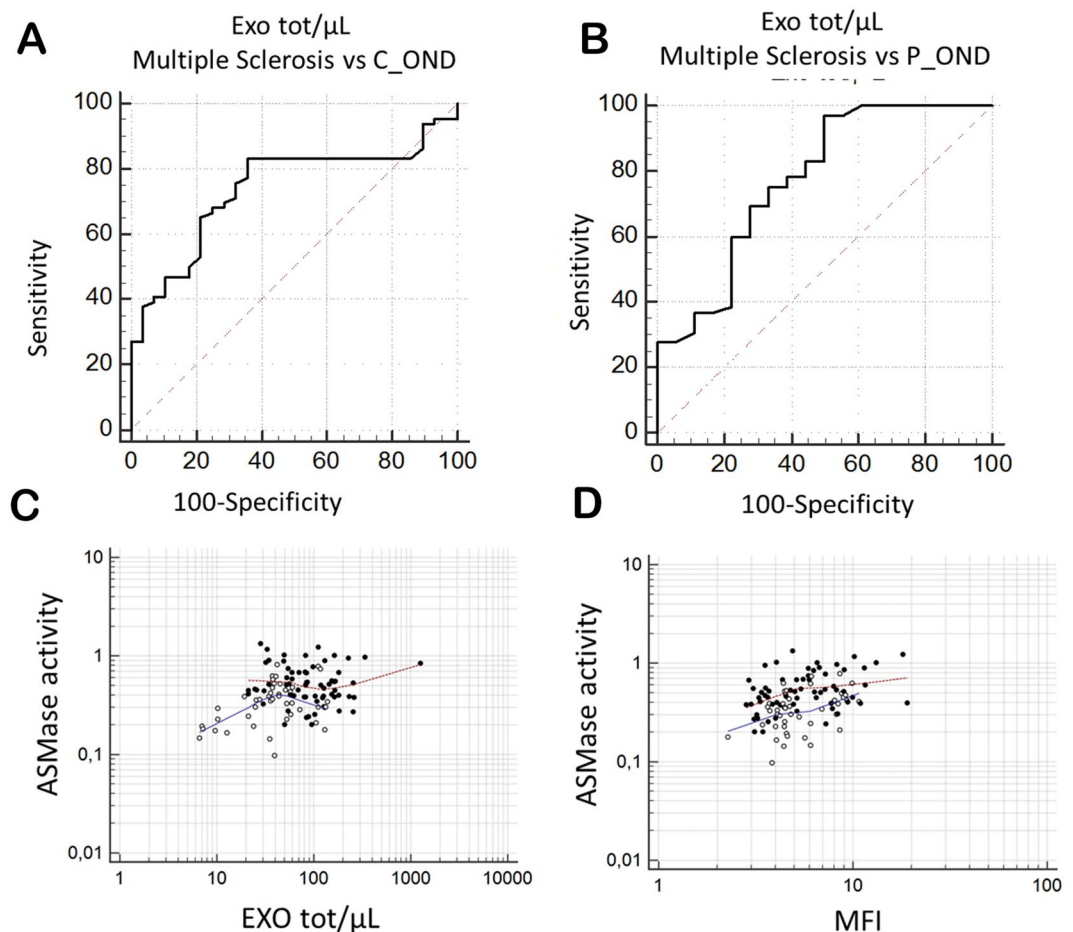 A
Exo tot/µL
Multiple Sclerosis vs C_OND
Sensitivity
100
80
60
40
20
0
0 20 40 60 80 100
100-Specificity
B
Exo tot/µL
Multiple Sclerosis vs P_OND
Sensitivity
100
80
60
40
20
0
0 20 40 60 80 100
100-Specificity
C
ASMase activity
10
1
0,1
0,01
1 10 100 1000 10000
EXO tot/µL
D
ASMase activity
10
1
0,1
0,01
1 10 100
MFI